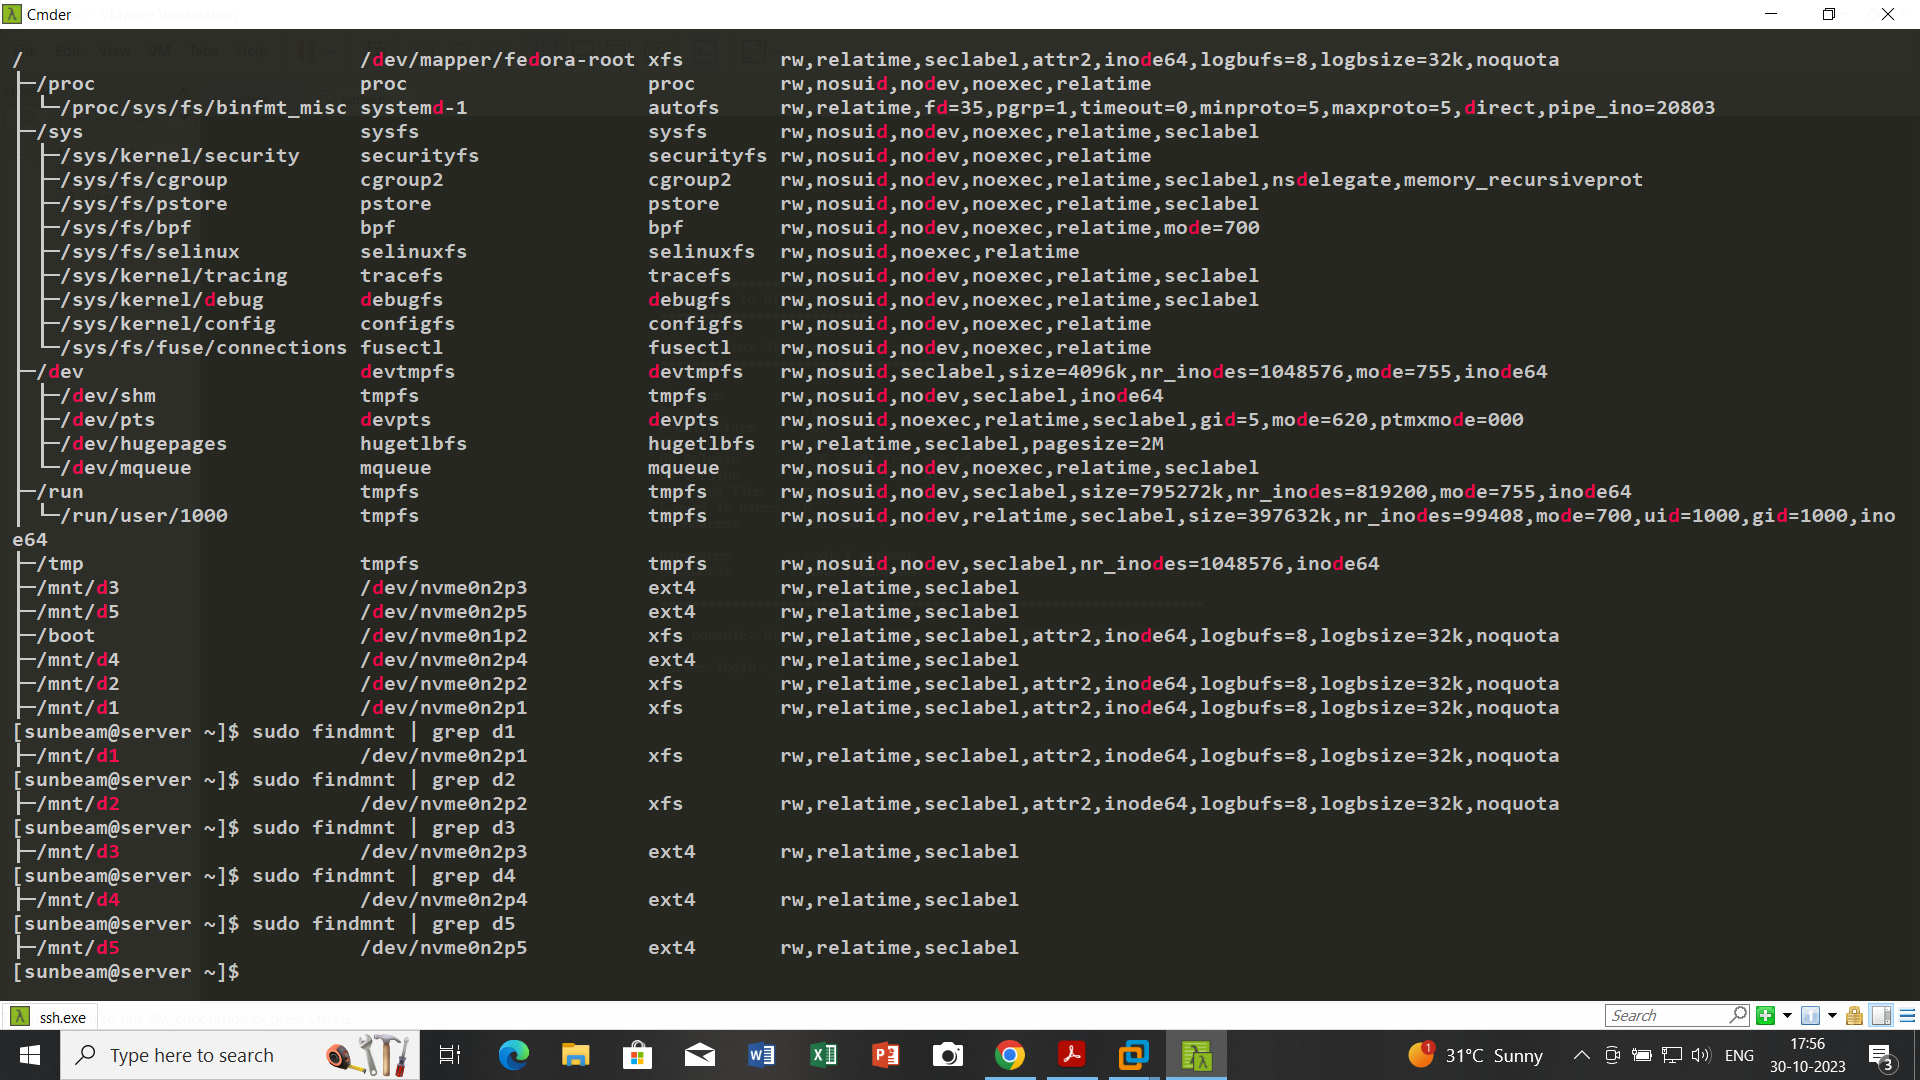 Cmder
/ /dev/mapper/fedora-root xfs rw,relatime,seclabel,attr2,inode64,logbufs=8,logbsize=32k,noquota
├─/proc proc proc rw,nosuid,nodev,noexec,relatime
│ └─/proc/sys/fs/binfmt_misc systemd-1 autofs rw,relatime,fd=35,pgrp=1,timeout=0,minproto=5,maxproto=5,direct,pipe_ino=20803
├─/sys sysfs sysfs rw,nosuid,nodev,noexec,relatime,seclabel
│ ├─/sys/kernel/security securityfs securityfs rw,nosuid,nodev,noexec,relatime
│ ├─/sys/fs/cgroup cgroup2 cgroup2 rw,nosuid,nodev,noexec,relatime,seclabel,nsdelegate,memory_recursiveprot
│ ├─/sys/fs/pstore pstore pstore rw,nosuid,nodev,noexec,relatime,seclabel
│ ├─/sys/fs/bpf bpf bpf rw,nosuid,nodev,noexec,relatime,mode=700
│ ├─/sys/fs/selinux selinuxfs selinuxfs rw,nosuid,noexec,relatime
│ ├─/sys/kernel/tracing tracefs tracefs rw,nosuid,nodev,noexec,relatime,seclabel
│ ├─/sys/kernel/debug debugfs debugfs rw,nosuid,nodev,noexec,relatime,seclabel
│ ├─/sys/kernel/config configfs configfs rw,nosuid,nodev,noexec,relatime
│ └─/sys/fs/fuse/connections fusectl fusectl rw,nosuid,nodev,noexec,relatime
├─/dev devtmpfs devtmpfs rw,nosuid,seclabel,size=4096k,nr_inodes=1048576,mode=755,inode64
│ ├─/dev/shm tmpfs tmpfs rw,nosuid,nodev,seclabel,inode64
│ ├─/dev/pts devpts devpts rw,nosuid,noexec,relatime,seclabel,gid=5,mode=620,ptmxmode=000
│ ├─/dev/hugepages hugetlbfs hugetlbfs rw,relatime,seclabel,pagesize=2M
│ └─/dev/mqueue mqueue mqueue rw,nosuid,nodev,noexec,relatime,seclabel
├─/run tmpfs tmpfs rw,nosuid,nodev,seclabel,size=795272k,nr_inodes=819200,mode=755,inode64
│ └─/run/user/1000 tmpfs tmpfs rw,nosuid,nodev,relatime,seclabel,size=397632k,nr_inodes=99408,mode=700,uid=1000,gid=1000,ino
e64
├─/tmp tmpfs tmpfs rw,nosuid,nodev,seclabel,nr_inodes=1048576,inode64
├─/mnt/d3 /dev/nvme0n2p3 ext4 rw,relatime,seclabel
├─/mnt/d5 /dev/nvme0n2p5 ext4 rw,relatime,seclabel
├─/boot /dev/nvme0n1p2 xfs rw,relatime,seclabel,attr2,inode64,logbufs=8,logbsize=32k,noquota
├─/mnt/d4 /dev/nvme0n2p4 ext4 rw,relatime,seclabel
├─/mnt/d2 /dev/nvme0n2p2 xfs rw,relatime,seclabel,attr2,inode64,logbufs=8,logbsize=32k,noquota
├─/mnt/d1 /dev/nvme0n2p1 xfs rw,relatime,seclabel,attr2,inode64,logbufs=8,logbsize=32k,noquota
[sunbeam@server ~]$ sudo findmnt | grep d1
├─/mnt/d1 /dev/nvme0n2p1 xfs rw,relatime,seclabel,attr2,inode64,logbufs=8,logbsize=32k,noquota
[sunbeam@server ~]$ sudo findmnt | grep d2
├─/mnt/d2 /dev/nvme0n2p2 xfs rw,relatime,seclabel,attr2,inode64,logbufs=8,logbsize=32k,noquota
[sunbeam@server ~]$ sudo findmnt | grep d3
├─/mnt/d3 /dev/nvme0n2p3 ext4 rw,relatime,seclabel
[sunbeam@server ~]$ sudo findmnt | grep d4
├─/mnt/d4 /dev/nvme0n2p4 ext4 rw,relatime,seclabel
[sunbeam@server ~]$ sudo findmnt | grep d5
├─/mnt/d5 /dev/nvme0n2p5 ext4 rw,relatime,seclabel
[sunbeam@server ~]$
ssh.exe
Search
Type here to search
31°C Sunny
ENG
17:56
30-10-2023
3